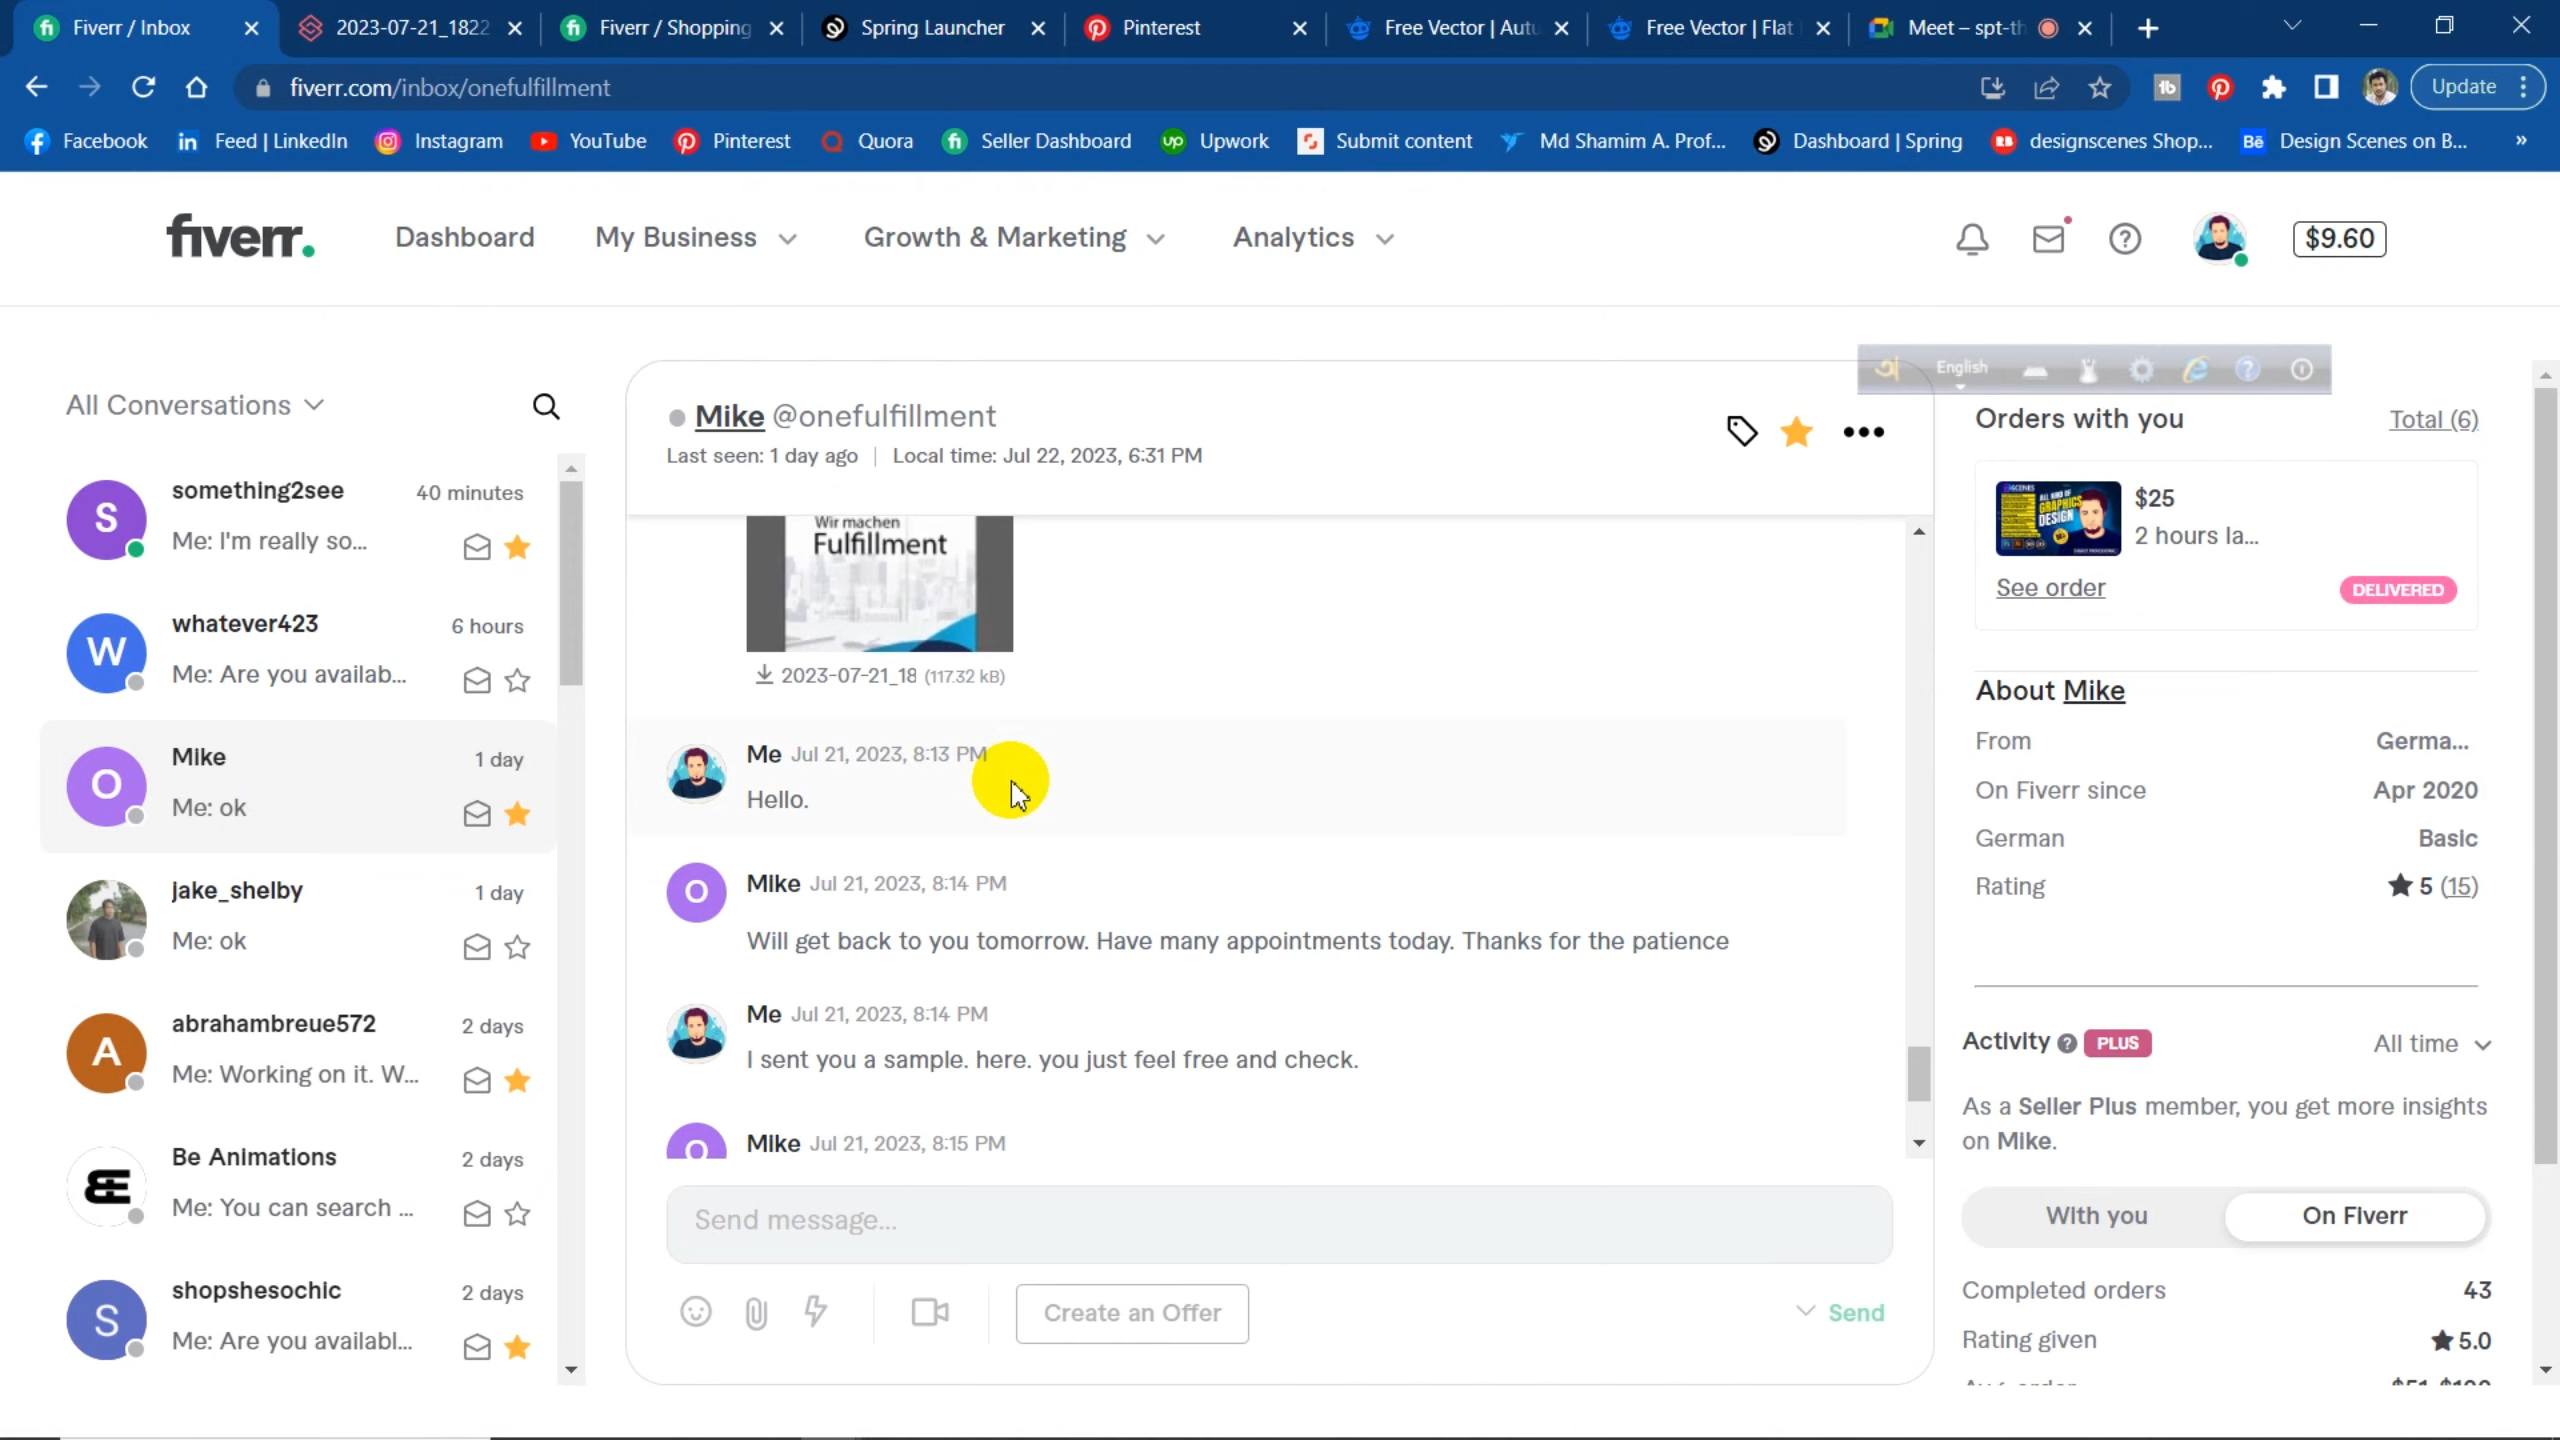 Fiverr / Inbox
2023-07-21_1822
Fiverr / Shopping
Spring Launcher
Pinterest
Free Vector | Autu
Free Vector | Flat
Meet – spt-th
fiverr.com/inbox/onefulfillment
Update
Facebook
Feed | LinkedIn
Instagram
YouTube
Pinterest
Quora
Seller Dashboard
Upwork
Submit content
Md Shamim A. Prof...
Dashboard | Spring
designscenes Shop...
Design Scenes on B...
»
fiverr.
Dashboard
My Business
Growth & Marketing
Analytics
$9.60
English
All Conversations
something2see
40 minutes
Me: I'm really so...
whatever423
6 hours
Me: Are you availab...
Mike
1 day
Me: ok
jake_shelby
1 day
Me: ok
abrahambreue572
2 days
Me: Working on it. W...
Be Animations
2 days
Me: You can search ...
shopshesochic
2 days
Me: Are you availabl...
Mike @onefulfillment
Last seen: 1 day ago | Local time: Jul 22, 2023, 6:31 PM
Wir machen
Fulfillment
2023-07-21_18 (117.32 kB)
Me Jul 21, 2023, 8:13 PM
Hello.
Mike Jul 21, 2023, 8:14 PM
Will get back to you tomorrow. Have many appointments today. Thanks for the patience
Me Jul 21, 2023, 8:14 PM
I sent you a sample. here. you just feel free and check.
Mike Jul 21, 2023, 8:15 PM
Send message...
Create an Offer
Send
Orders with you
Total (6)
GRAPHICS
DESIGN
$25
2 hours la...
See order
DELIVERED
About Mike
From
Germa...
On Fiverr since
Apr 2020
German
Basic
Rating
5 (15)
Activity
PLUS
All time
As a Seller Plus member, you get more insights
on Mike.
With you
On Fiverr
Completed orders
43
Rating given
5.0